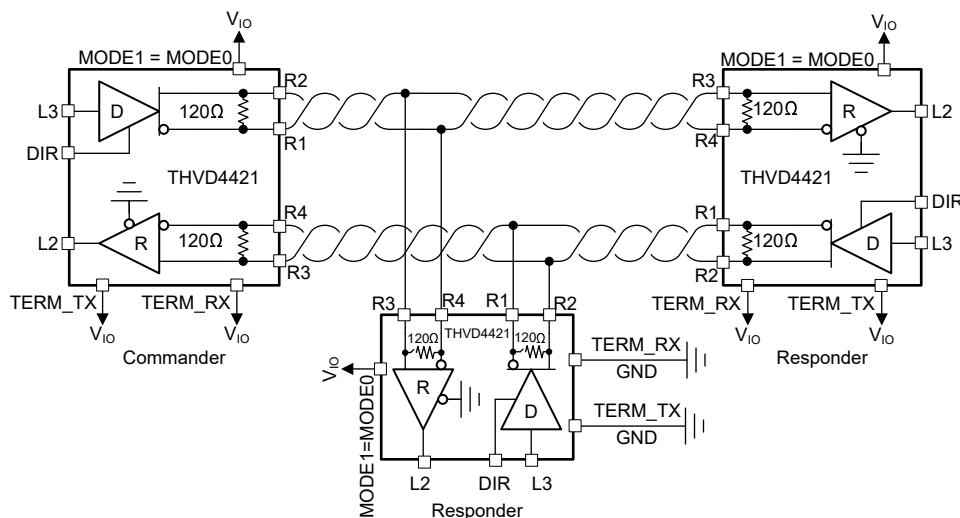 VIO
MODE1 = MODE0
L3
D
120Ω
R2
R1
DIR
THVD4421
R4
L2
R
120Ω
R3
TERM_TX
TERM_RX
VIO
VIO
Commander
VIO
MODE1 = MODE0
R3
120Ω
R
L2
R4
THVD4421
DIR
R1
120Ω
D
L3
R2
TERM_RX
TERM_TX
VIO
VIO
Responder
R3
R4
R1
R2
THVD4421
120Ω
120Ω
VIO
MODE1=MODE0
R
D
TERM_RX
GND
TERM_TX
GND
L2
DIR
L3
Responder